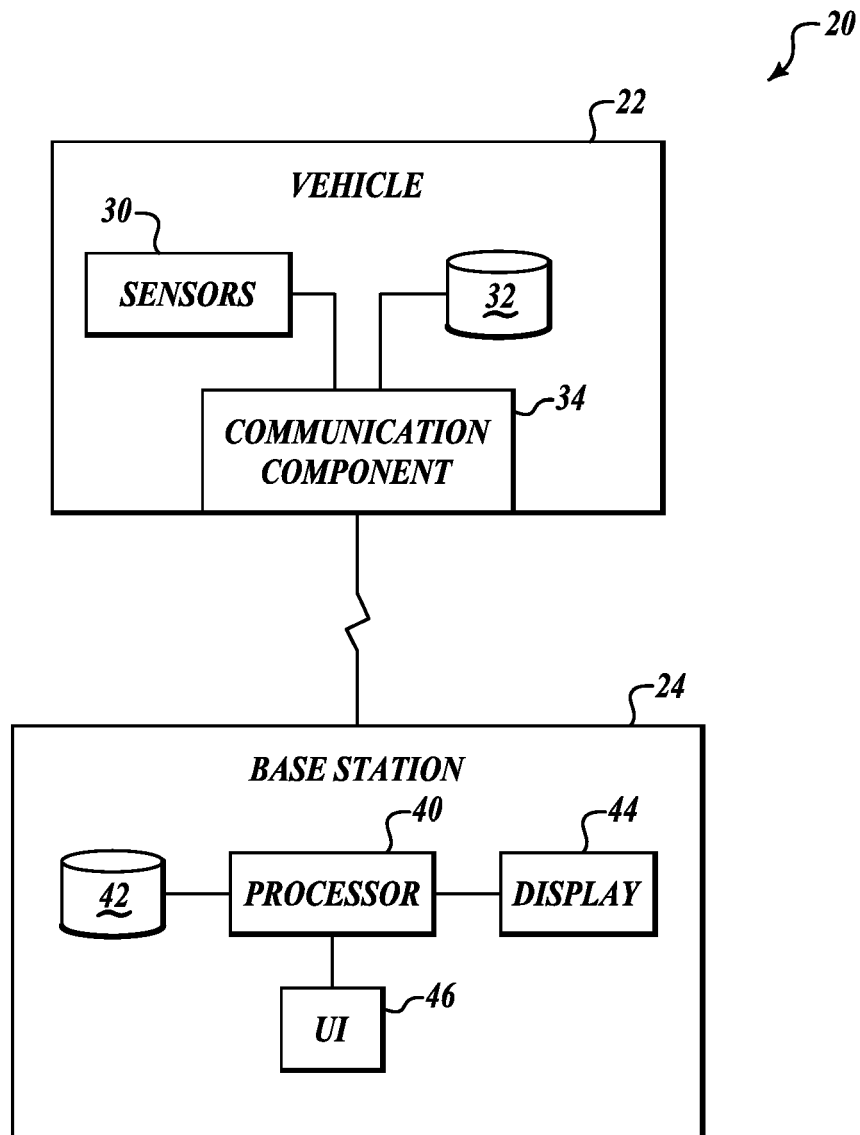 20
22
VEHICLE
30
SENSORS
32
34
COMMUNICATION
COMPONENT
24
BASE STATION
40
44
42
PROCESSOR
DISPLAY
46
UI